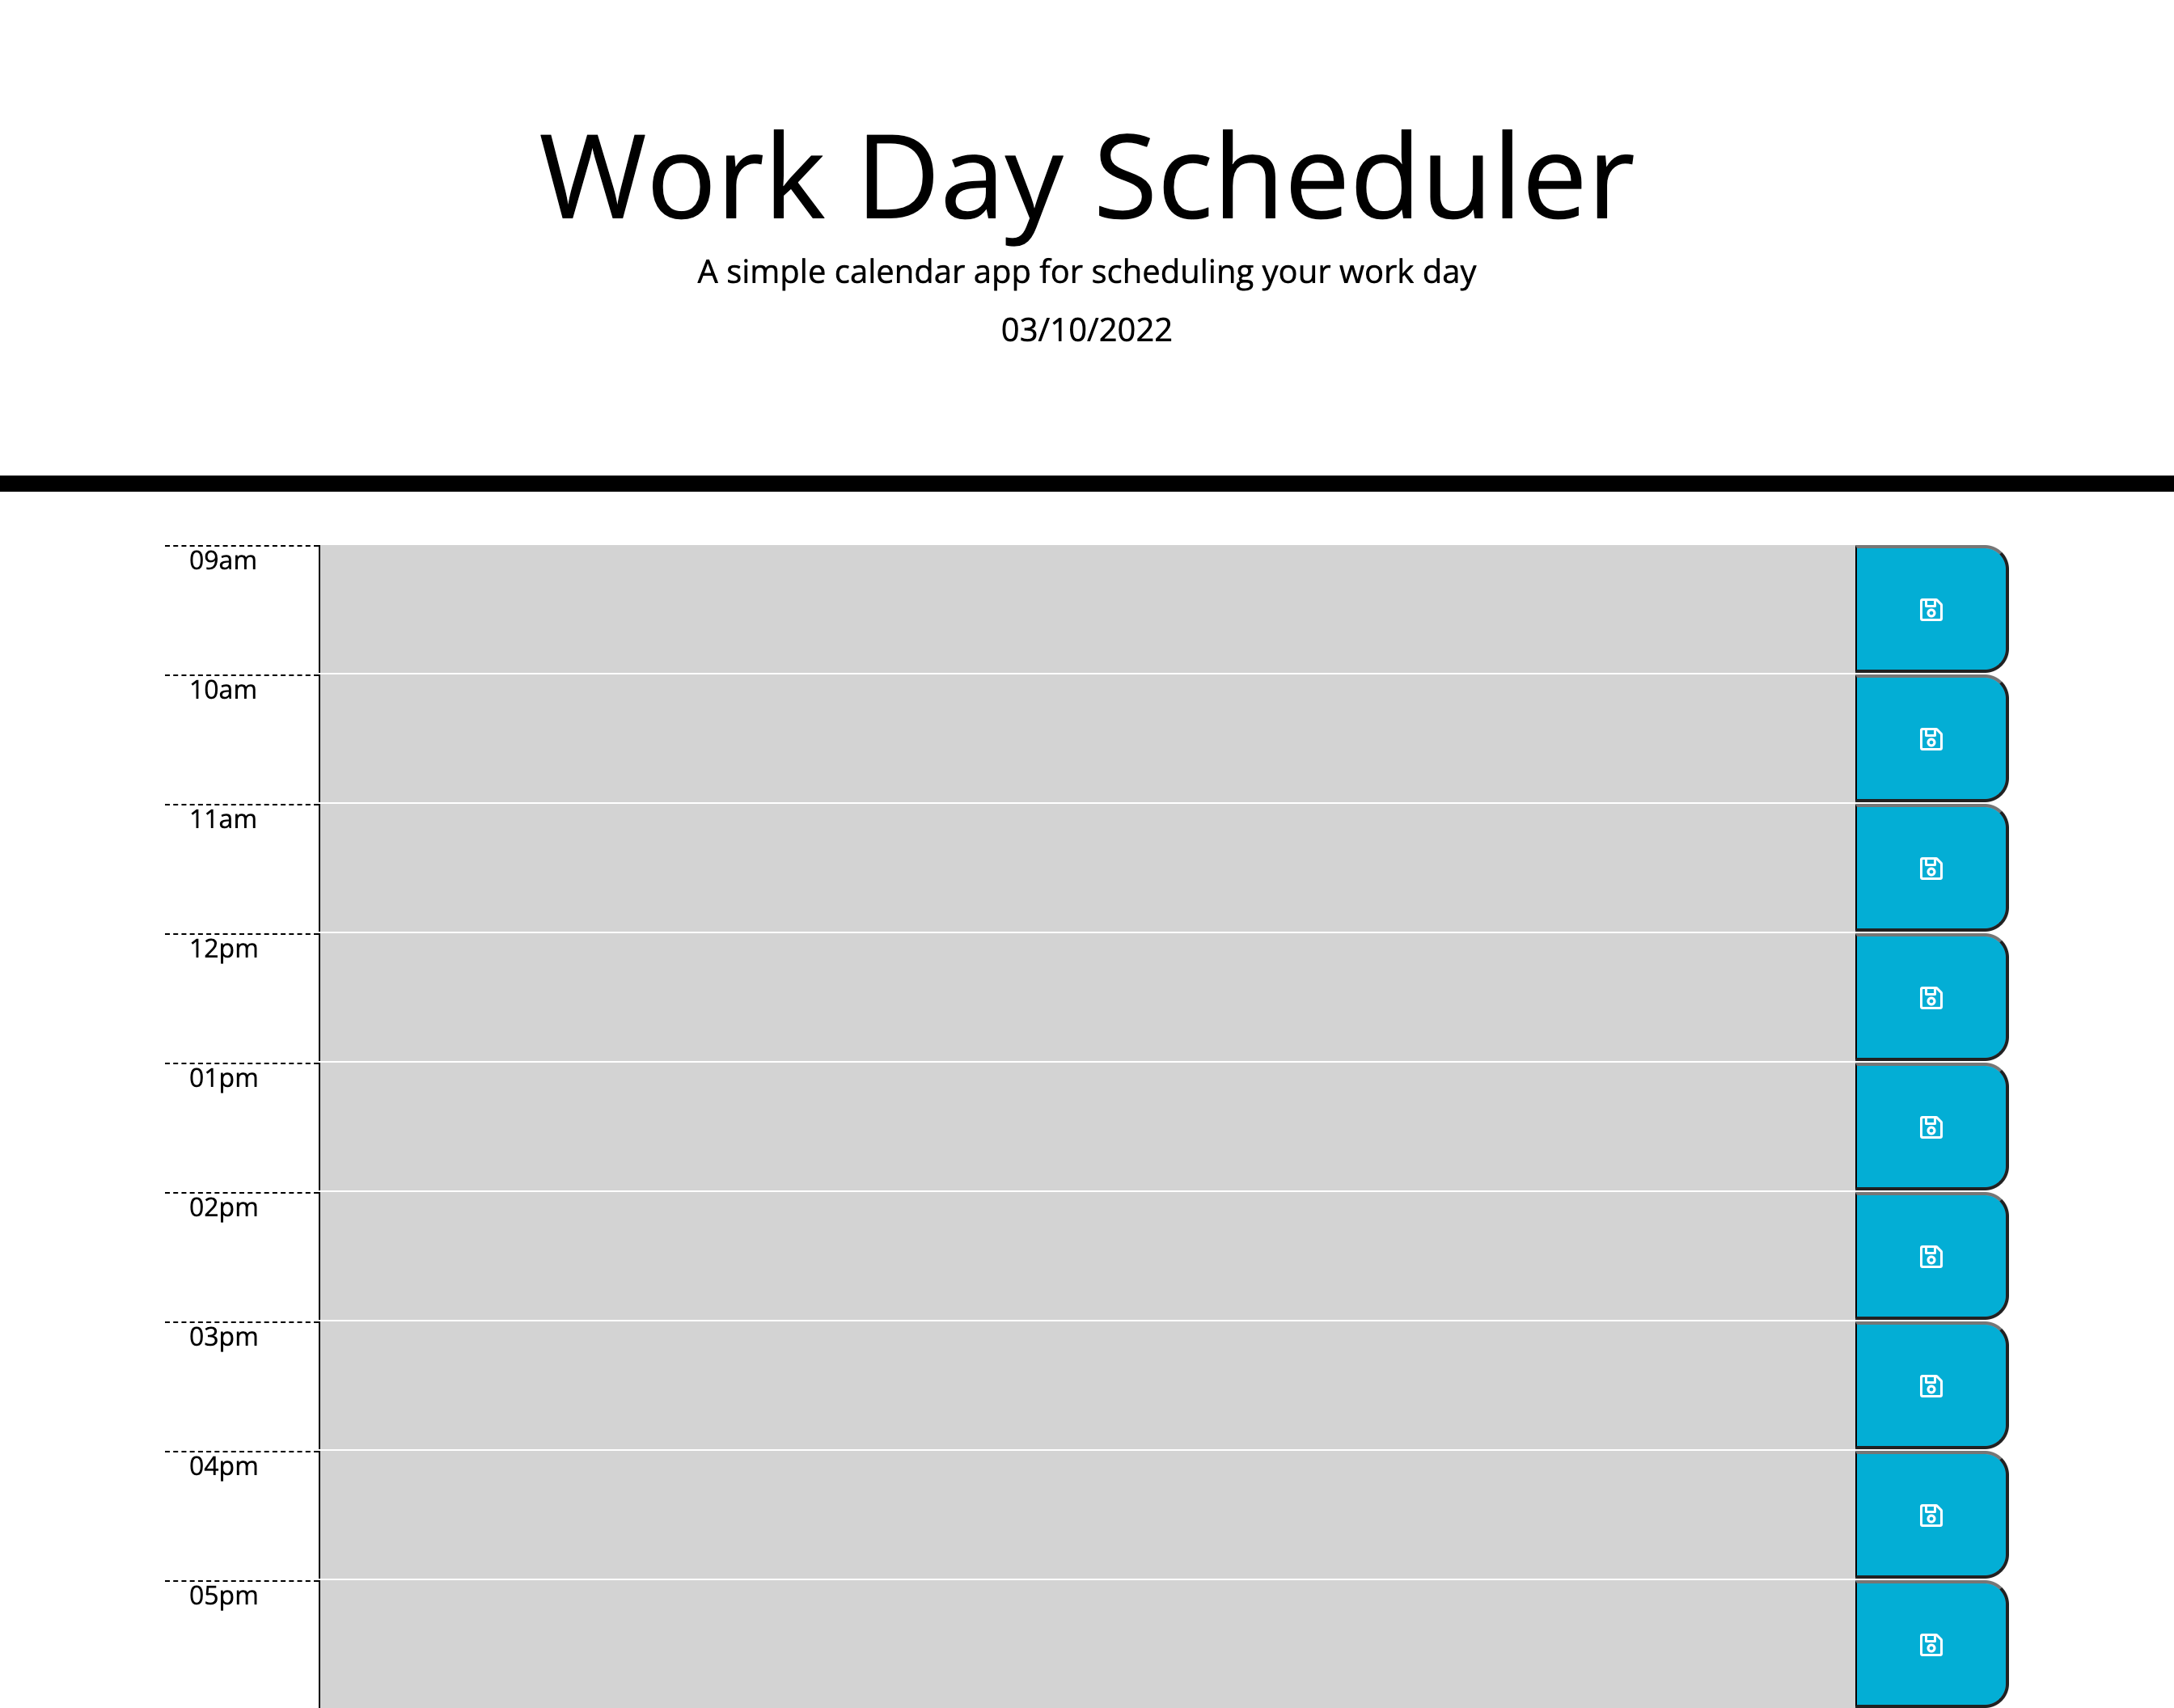 Work Day Scheduler
A simple calendar app for scheduling your work day
03/10/2022
09am
10am
11am
12pm
01pm
02pm
03pm
04pm
05pm